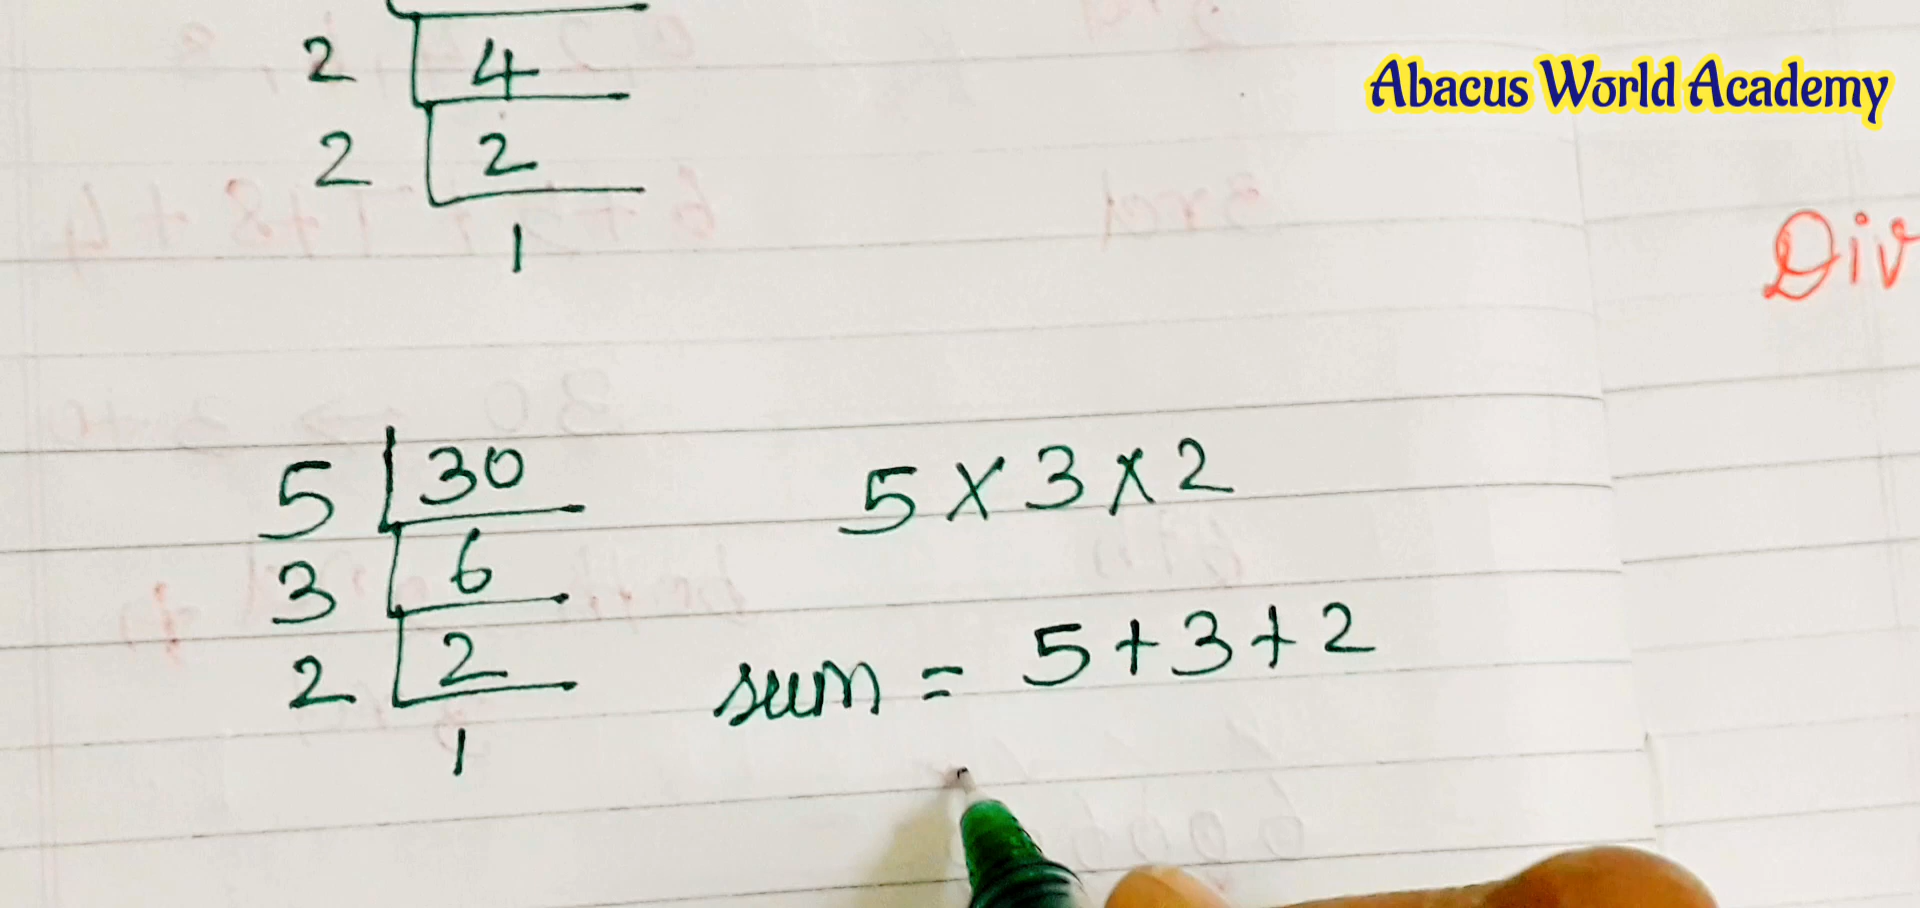 2 4
Abacus World Academy
2 2
1
Div
5 30 5 × 3 × 2
3 6
2 2 sum = 5 + 3 + 2
1